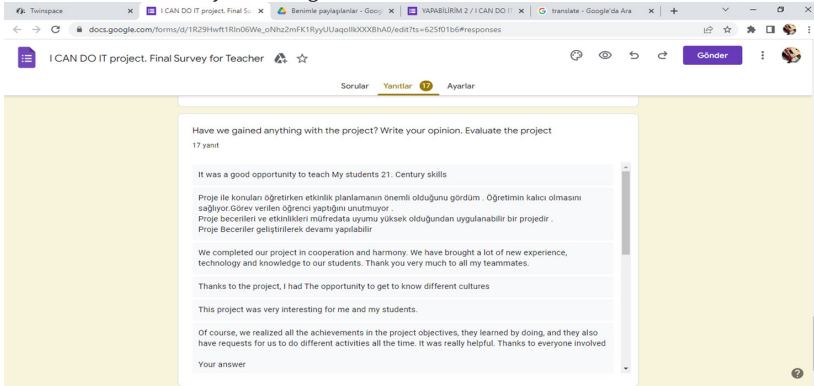 Twinspace
I CAN DO IT project. Final Su
Benimle paylaşılanlar - Goog
YAPABİLİRİM 2 / I CAN DO IT
translate - Google'da Ara
docs.google.com/forms/d/1R29Hwft1RIn06We_oNhz2mFK1RyyUUaqolIkXXXBhA0/edit?ts=625f01b6#responses
I CAN DO IT project. Final Survey for Teacher
Gönder
Sorular Yanıtlar 17 Ayarlar
Have we gained anything with the project? Write your opinion. Evaluate the project
17 yanıt
It was a good opportunity to teach My students 21. Century skills
Proje ile konuları öğretirken etkinlik planlamanın önemli olduğunu gördüm . Öğretimin kalıcı olmasını
sağlıyor.Görev verilen öğrenci yaptığını unutmuyor .
Proje becerileri ve etkinlikleri müfredata uyumu yüksek olduğundan uygulanabilir bir projedir .
Proje Beceriler geliştirilerek devamı yapılabilir
We completed our project in cooperation and harmony. We have brought a lot of new experience,
technology and knowledge to our students. Thank you very much to all my teammates.
Thanks to the project, I had The opportunity to get to know different cultures
This project was very interesting for me and my students.
Of course, we realized all the achievements in the project objectives, they learned by doing, and they also
have requests for us to do different activities all the time. It was really helpful. Thanks to everyone involved
Your answer